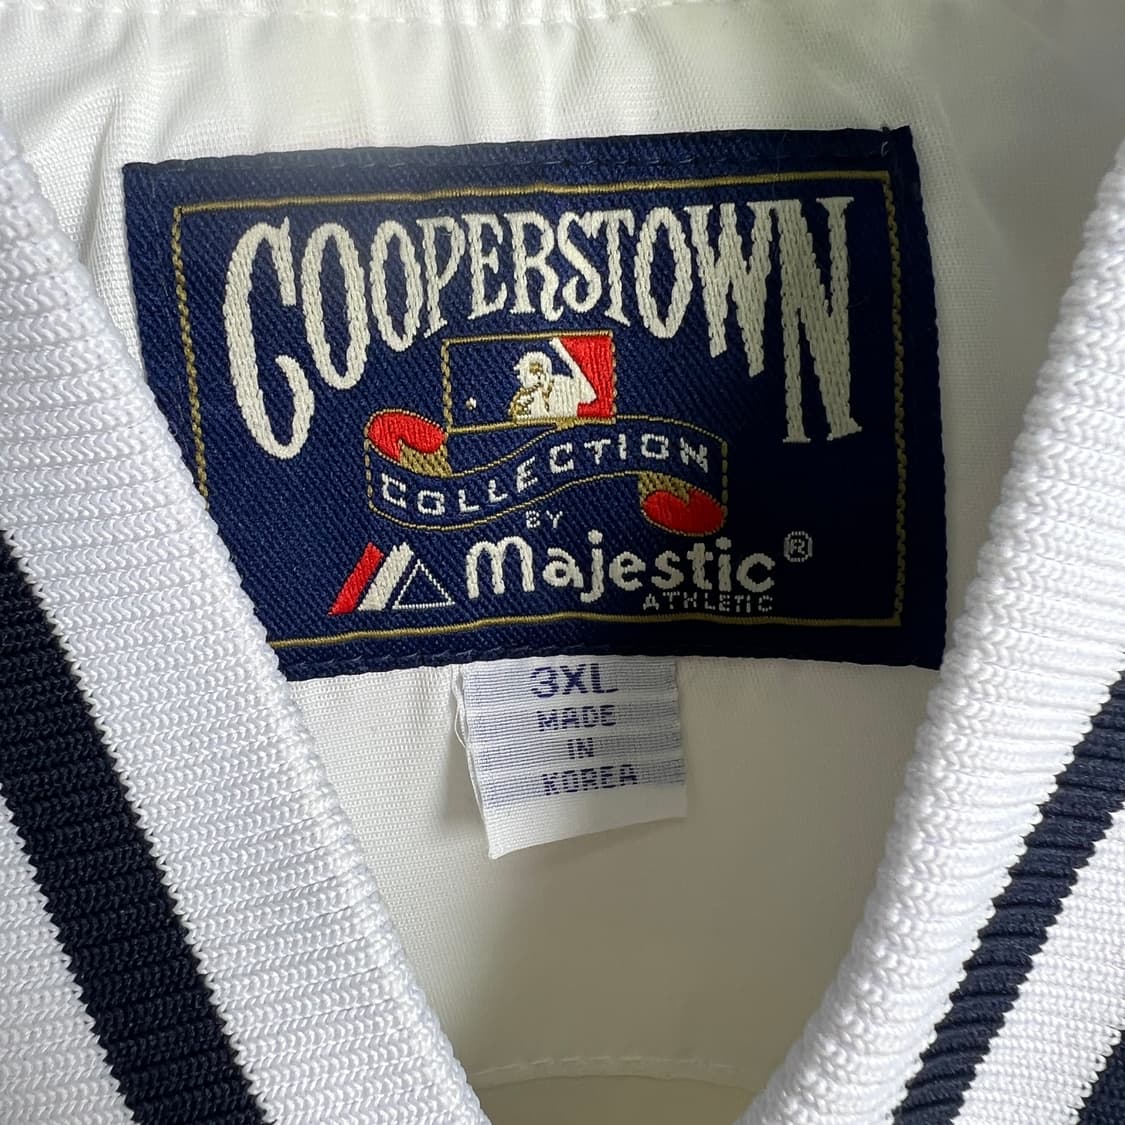 COOPERSTOWN
COLLECTION
BY
Majestic®
ATHLETIC
3XL
MADE
IN
KOREA